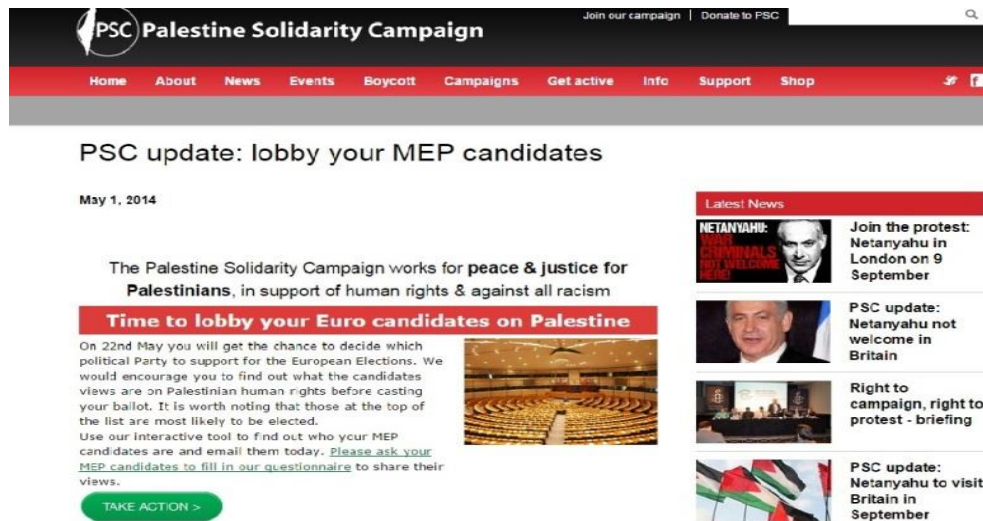 Join our campaign | Donate to PSC
PSC Palestine Solidarity Campaign
Home About News Events Boycott Campaigns Get active Info Support Shop
PSC update: lobby your MEP candidates
May 1, 2014
The Palestine Solidarity Campaign works for peace & justice for
Palestinians, in support of human rights & against all racism
Time to lobby your Euro candidates on Palestine
On 22nd May you will get the chance to decide which
political Party to support for the European Elections. We
would encourage you to find out what the candidates
views are on Palestinian human rights before casting
your ballot. It is worth noting that those at the top of
the list are most likely to be elected.
Use our interactive tool to find out who your MEP
candidates are and email them today. Please ask your
MEP candidates to fill in our questionnaire to share their
views.
TAKE ACTION >
Latest News
NETANYAHU:
WAR
CRIMINALS
NOT WELCOME
HERE!
Join the protest:
Netanyahu in
London on 9
September
PSC update:
Netanyahu not
welcome in
Britain
Right to
campaign, right to
protest - briefing
PSC update:
Netanyahu to visit
Britain in
September